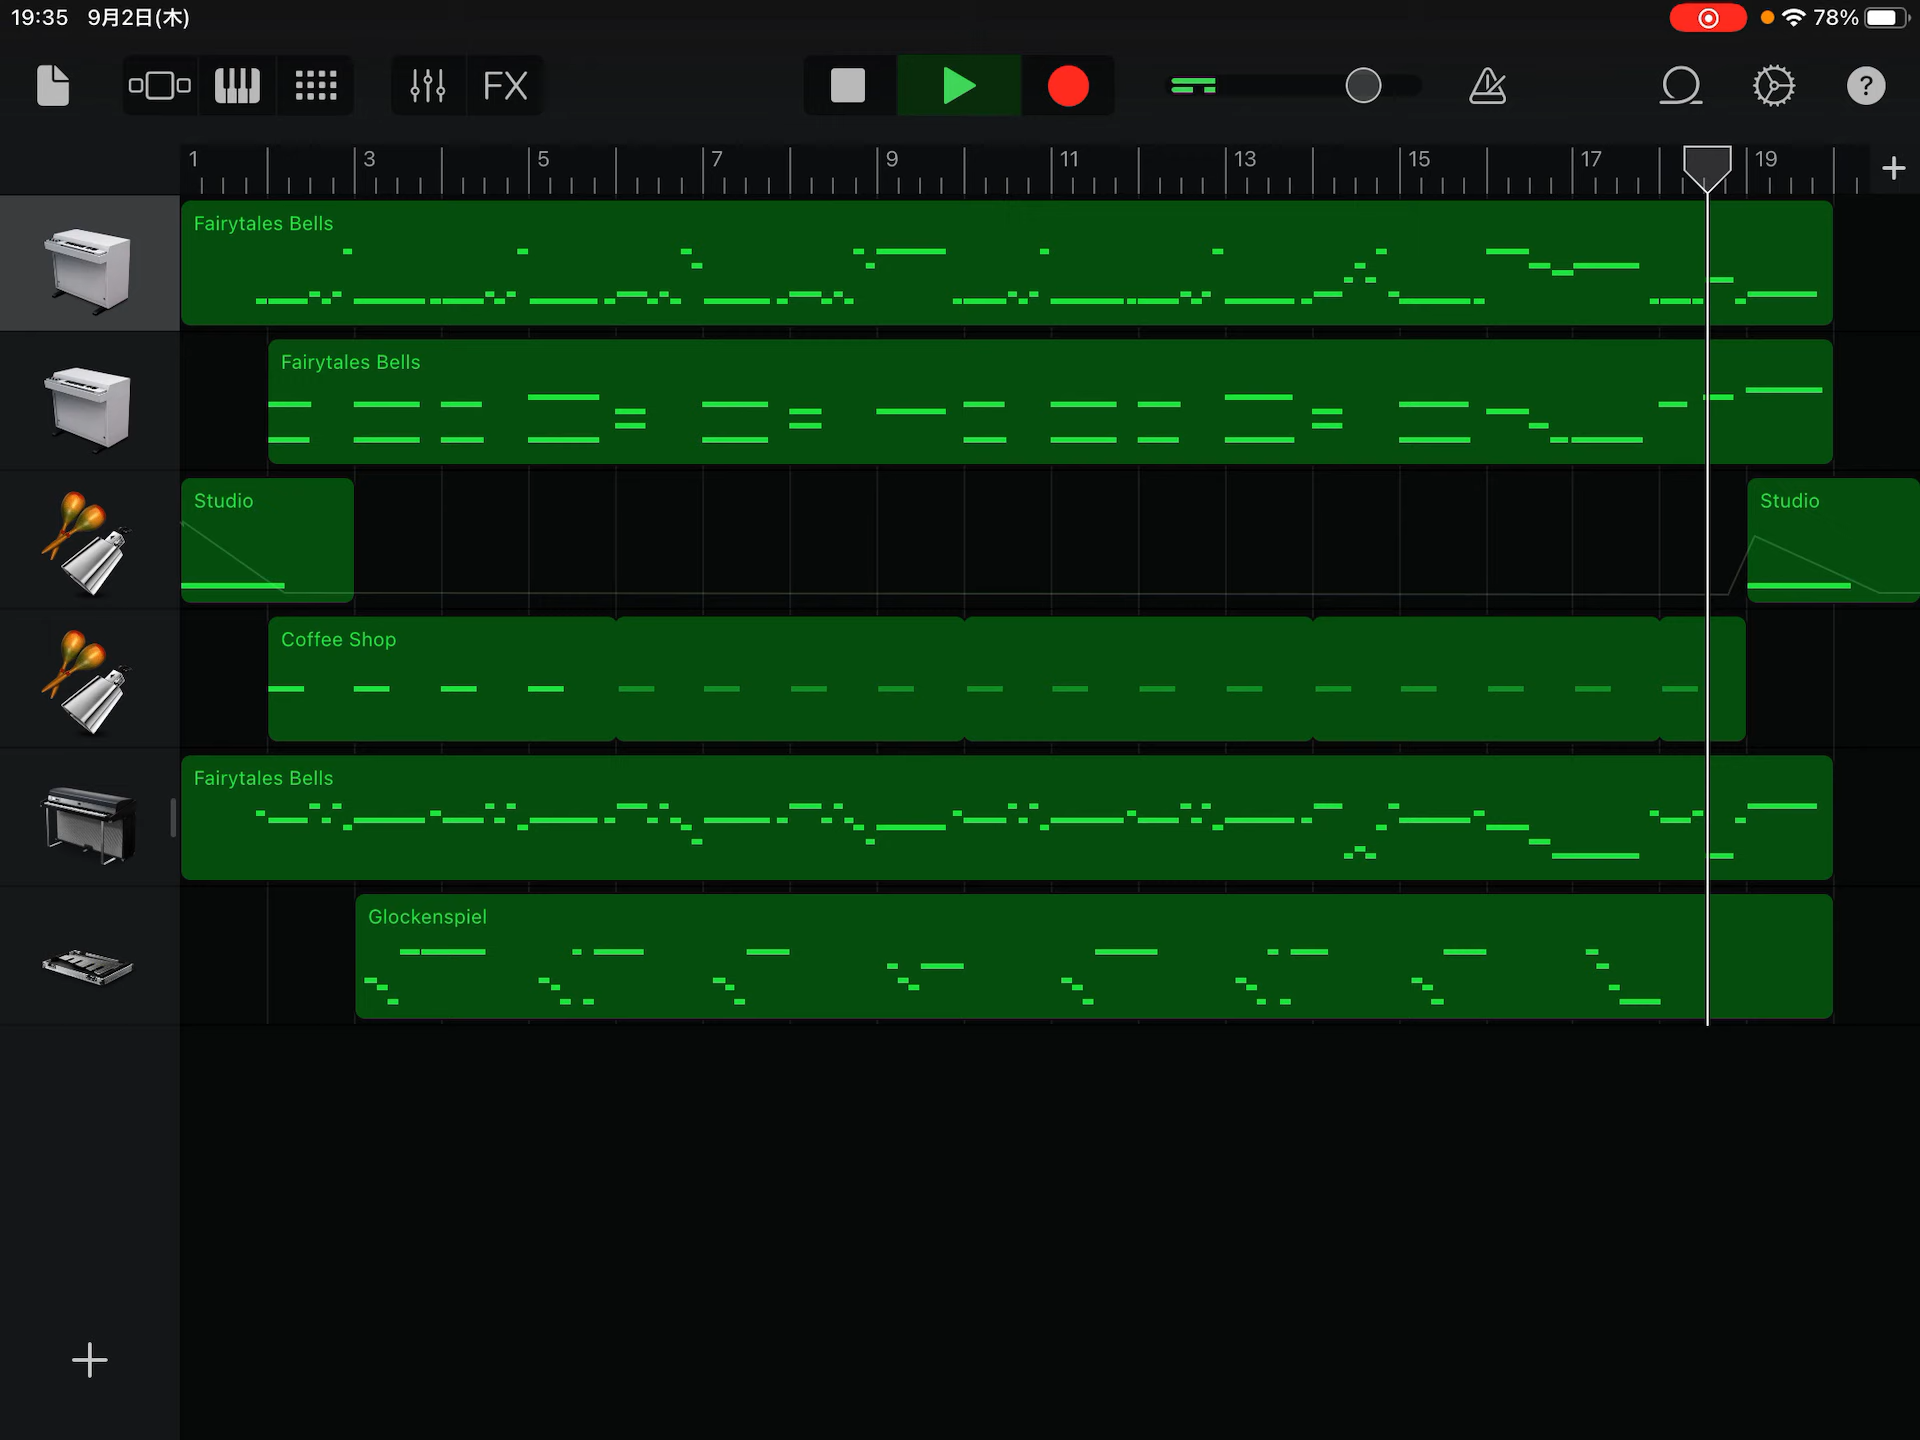 19:35 9月2日(木) 78%
FX
?
1 3 5 7 9 11 13 15 17 19
Fairytales Bells
Fairytales Bells
Studio Studio
Coffee Shop
Fairytales Bells
Glockenspiel